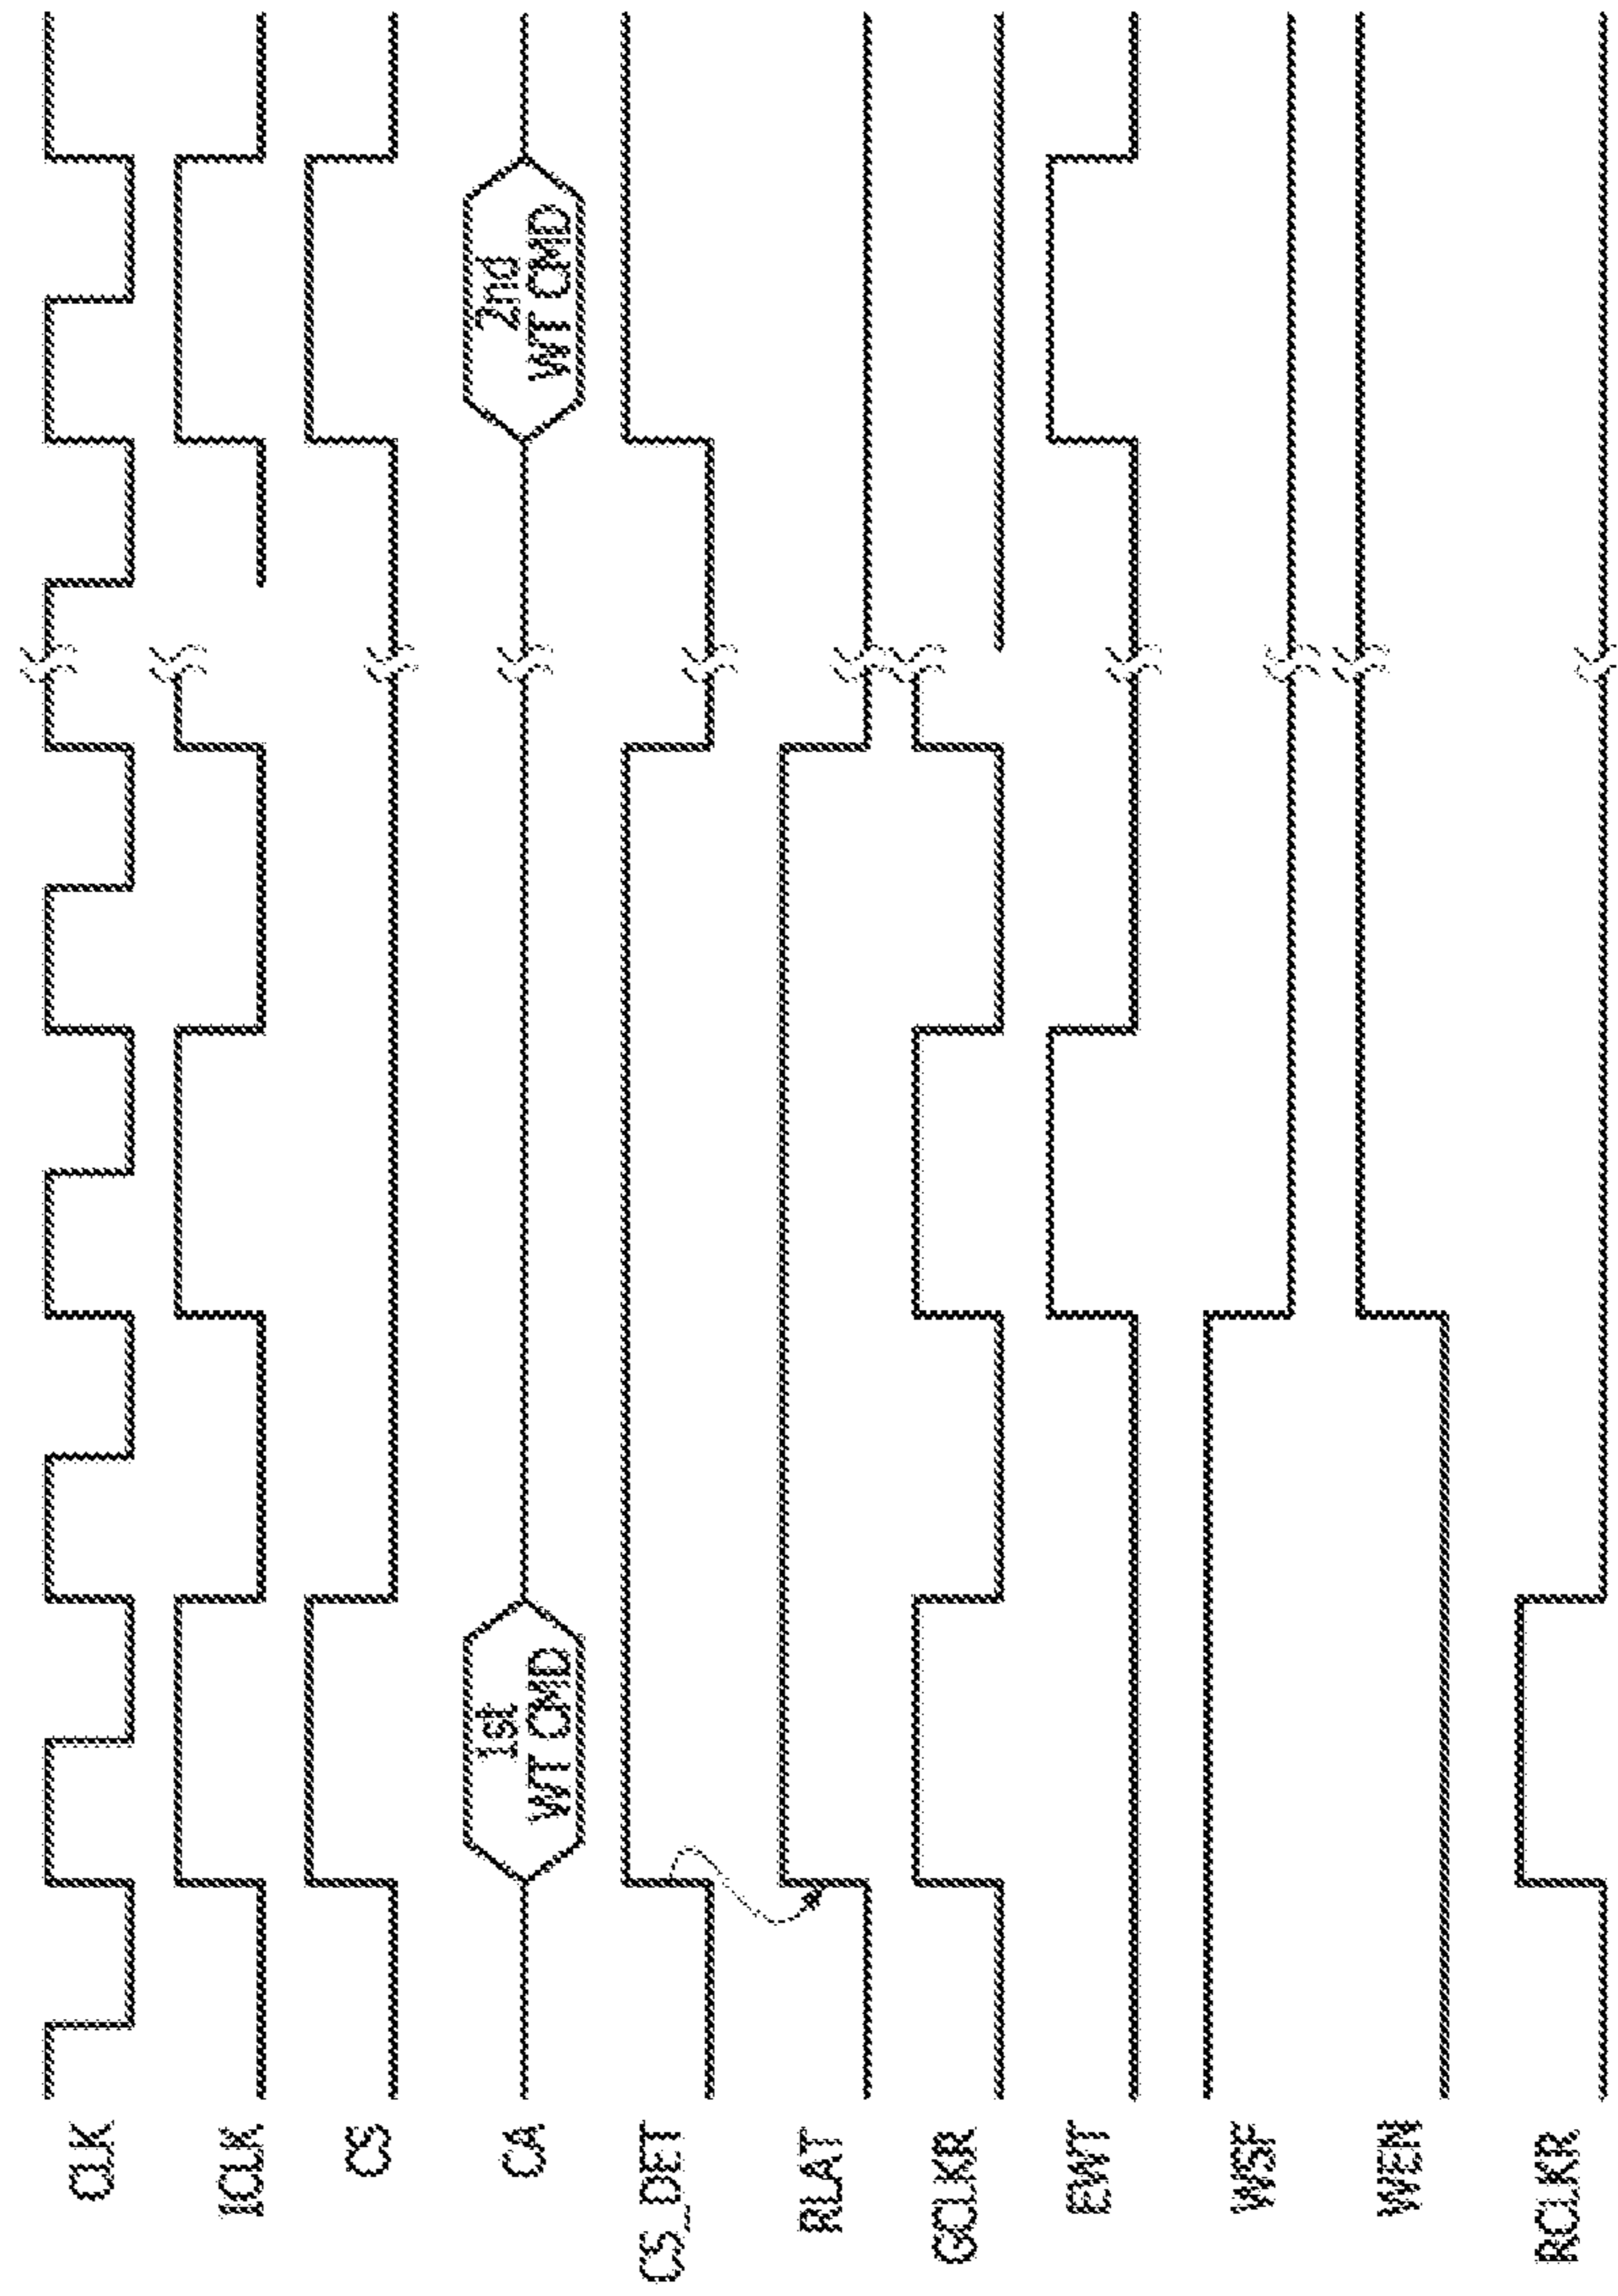 CLK
ICLK
CS
CA
1st
WT CMD
2nd
WT CMD
CS_DET
RLAT
GCLKR
EWT
WSF
WEN
RCLKR